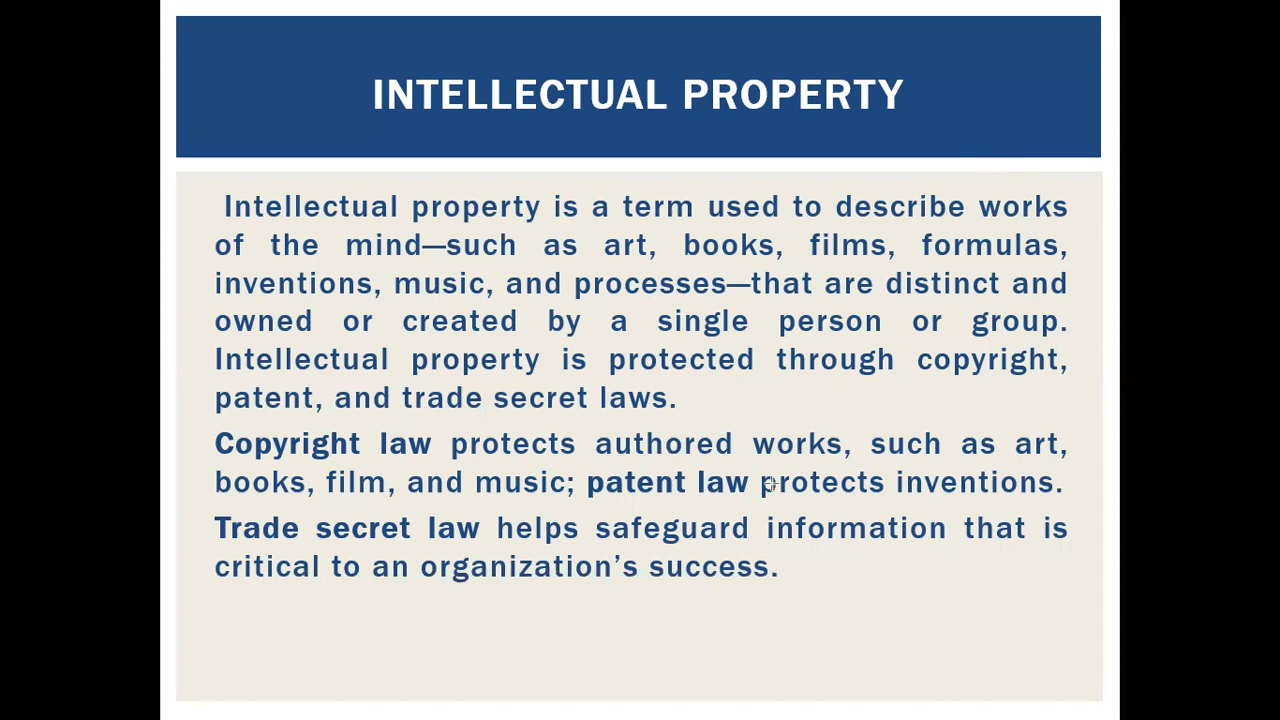 INTELLECTUAL PROPERTY
Intellectual property is a term used to describe works
of the mind—such as art, books, films, formulas,
inventions, music, and processes—that are distinct and
owned or created by a single person or group.
Intellectual property is protected through copyright,
patent, and trade secret laws.
Copyright law protects authored works, such as art,
books, film, and music; patent law protects inventions.
Trade secret law helps safeguard information that is
critical to an organization’s success.